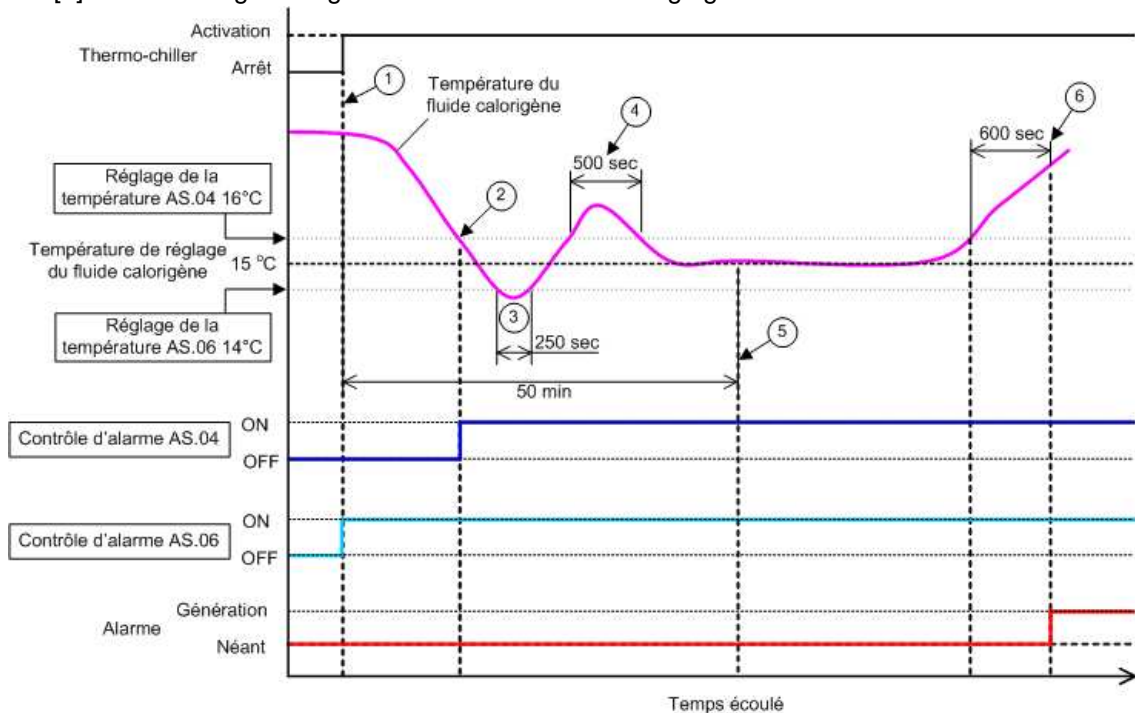 Activation
Thermo-chiller
Arrêt
1
Température du
fluide calorigène
4
500 sec
600 sec
6
Réglage de la
température AS.04 16°C
2
Température de réglage
du fluide calorigène
15 °C
Réglage de la
température AS.06 14°C
3
250 sec
5
50 min
Contrôle d'alarme AS.04
ON
OFF
Contrôle d'alarme AS.06
ON
OFF
Génération
Alarme
Néant
Temps écoulé